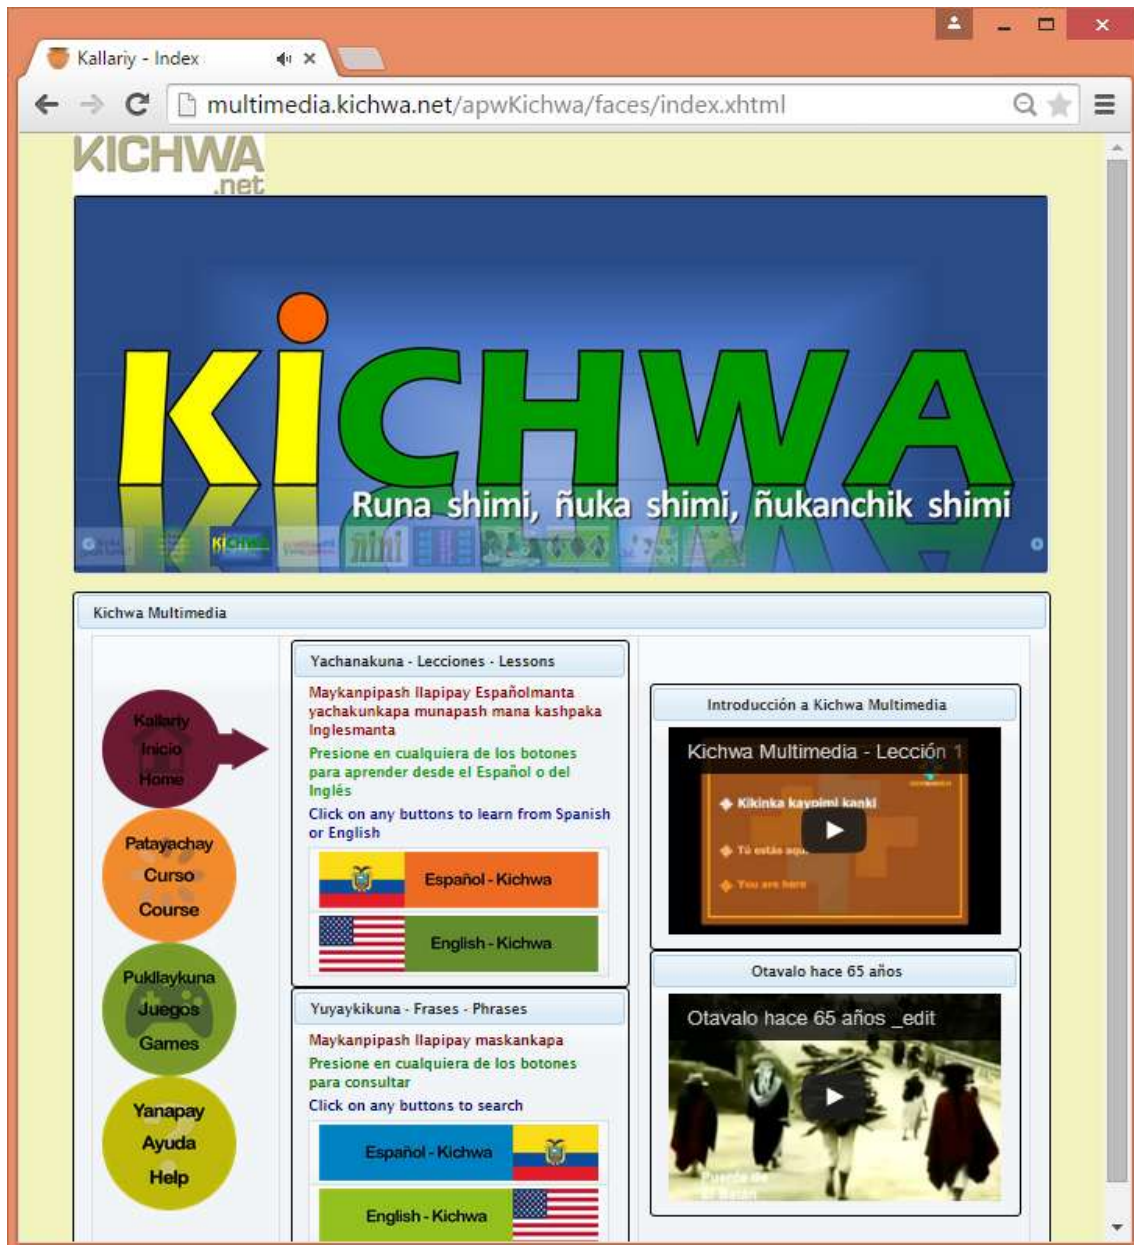 Kallariy - Index
multimedia.kichwa.net/apwKichwa/faces/index.xhtml
KICHWA
.net
KiCHWA
Runa shimi, ñuka shimi, ñukanchik shimi
KiCHWA
Kichwa Multimedia
Kallariy
Inicio
Home
Patayachay
Curso
Course
Pukllaykuna
Juegos
Games
Yanapay
Ayuda
Help
Yachanakuna - Lecciones - Lessons
Maykanpipash llapipay Españolmanta
yachakunkapa munapash mana kashpaka
Inglesmanta
Presione en cualquiera de los botones
para aprender desde el Español o del
Inglés
Click on any buttons to learn from Spanish
or English
Español - Kichwa
English - Kichwa
Yuyaykikuna - Frases - Phrases
Maykanpipash llapipay maskankapa
Presione en cualquiera de los botones
para consultar
Click on any buttons to search
Español - Kichwa
English - Kichwa
Introducción a Kichwa Multimedia
Kichwa Multimedia - Lección 1
Kikinka kaypimi kanki
Tú estás aquí
You are here
Otavalo hace 65 años
Otavalo hace 65 años _edit
Puente de
El Batán